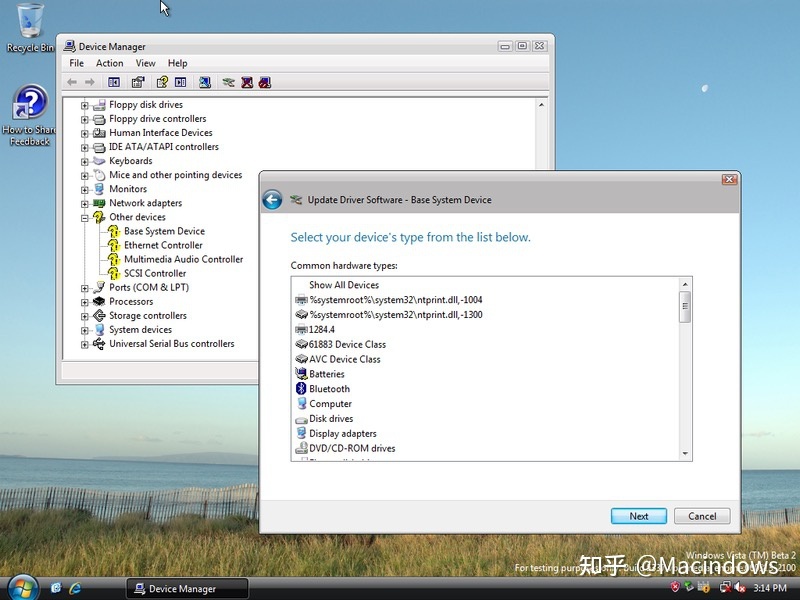 Recycle Bin
How to Share
Feedback
Device Manager
File Action View Help
Floppy disk drives
Floppy drive controllers
Human Interface Devices
IDE ATA/ATAPI controllers
Keyboards
Mice and other pointing devices
Monitors
Network adapters
Other devices
Base System Device
Ethernet Controller
Multimedia Audio Controller
SCSI Controller
Ports (COM & LPT)
Processors
Storage controllers
System devices
Universal Serial Bus controllers
Update Driver Software - Base System Device
Select your device's type from the list below.
Common hardware types:
Show All Devices
%systemroot%\system32\ntprint.dll,-1004
%systemroot%\system32\ntprint.dll,-1300
1284.4
61883 Device Class
AVC Device Class
Batteries
Bluetooth
Computer
Disk drives
Display adapters
DVD/CD-ROM drives
Next Cancel
Windows Vista (TM) Beta 2
For testing 2100
知乎 @Macindows
Device Manager
3:14 PM